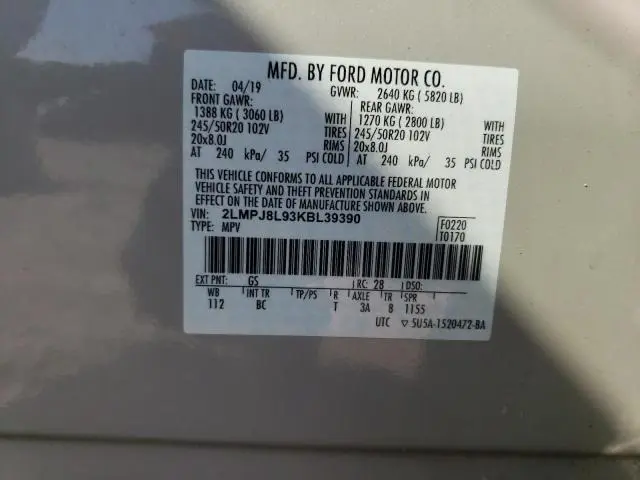 MFD. BY FORD MOTOR CO.
DATE: 04/19 GVWR: 2640 KG ( 5820 LB)
FRONT GAWR: REAR GAWR:
1388 KG ( 3060 LB) WITH 1270 KG ( 2800 LB) WITH
245/50R20 102V TIRES 245/50R20 102V TIRES
20x8.0J RIMS 20x8.0J RIMS
AT 240 kPa/ 35 PSI COLD AT 240 kPa/ 35 PSI COLD
THIS VEHICLE CONFORMS TO ALL APPLICABLE FEDERAL MOTOR
VEHICLE SAFETY AND THEFT PREVENTION STANDARDS IN
EFFECT ON THE DATE OF MANUFACTURE SHOWN ABOVE.
VIN: 2LMPJ8L93KBL39390 F0220
TYPE: MPV T0170
EXT PNT: GS RC: 28 DSO:
WB INT TR TP/PS R AXLE TR SPR
112 BC T 3A 8 1155
UTC ▽ 5U5A-1520472-BA